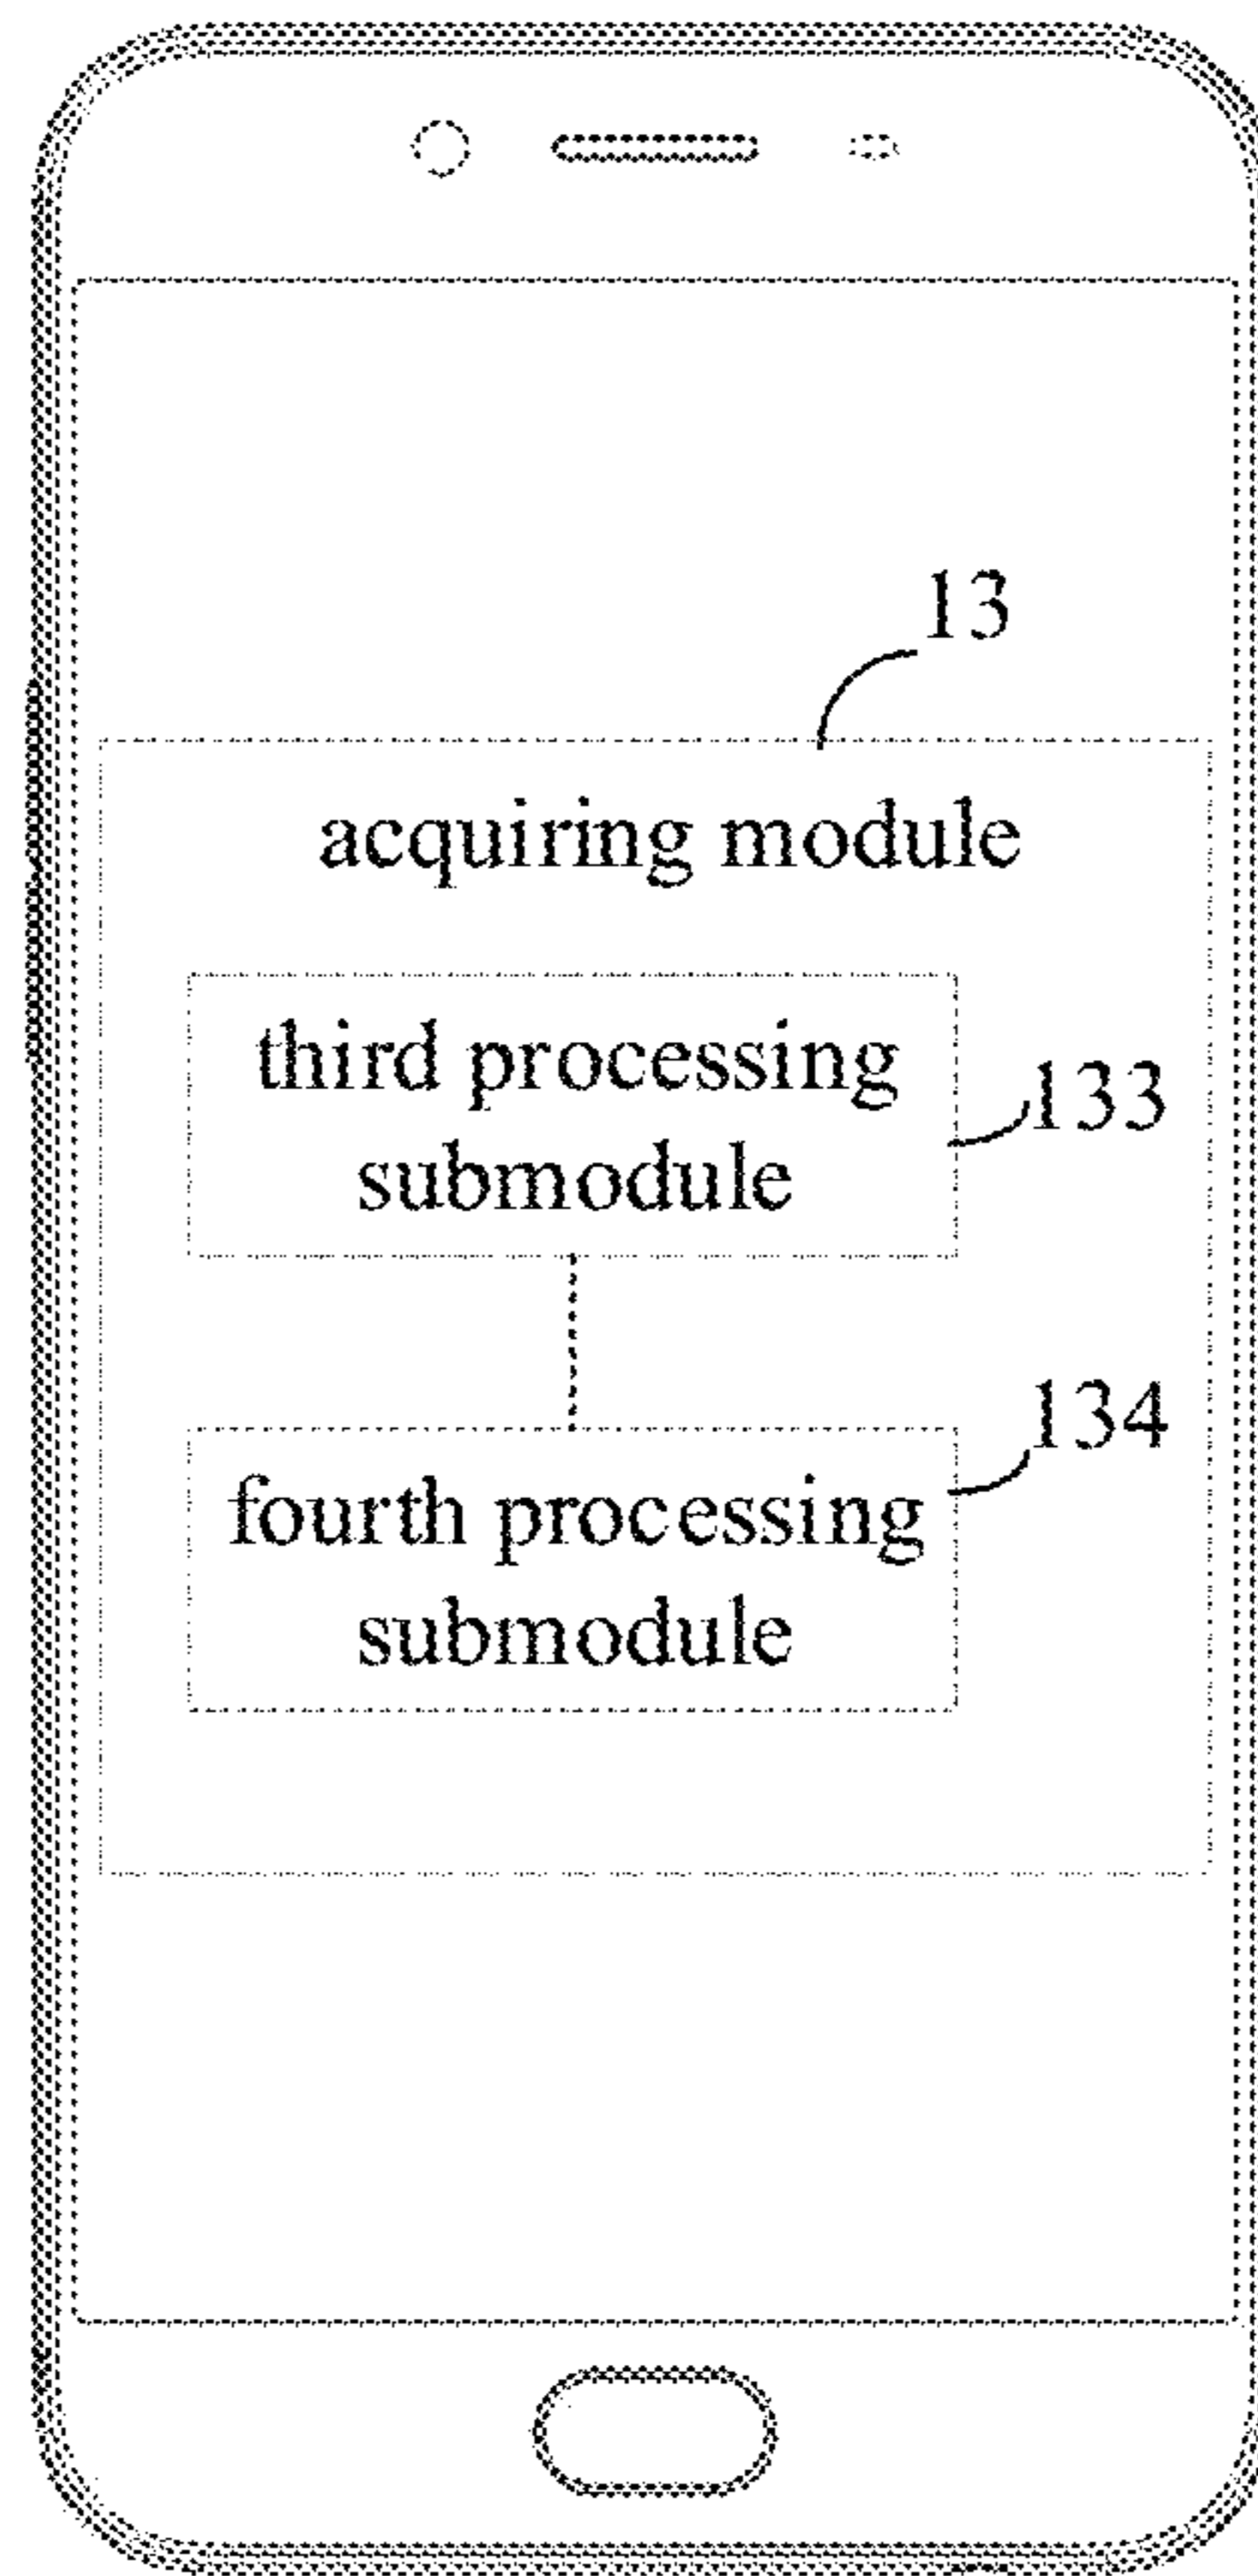 13
acquiring module
third processing
submodule
133
134
fourth processing
submodule